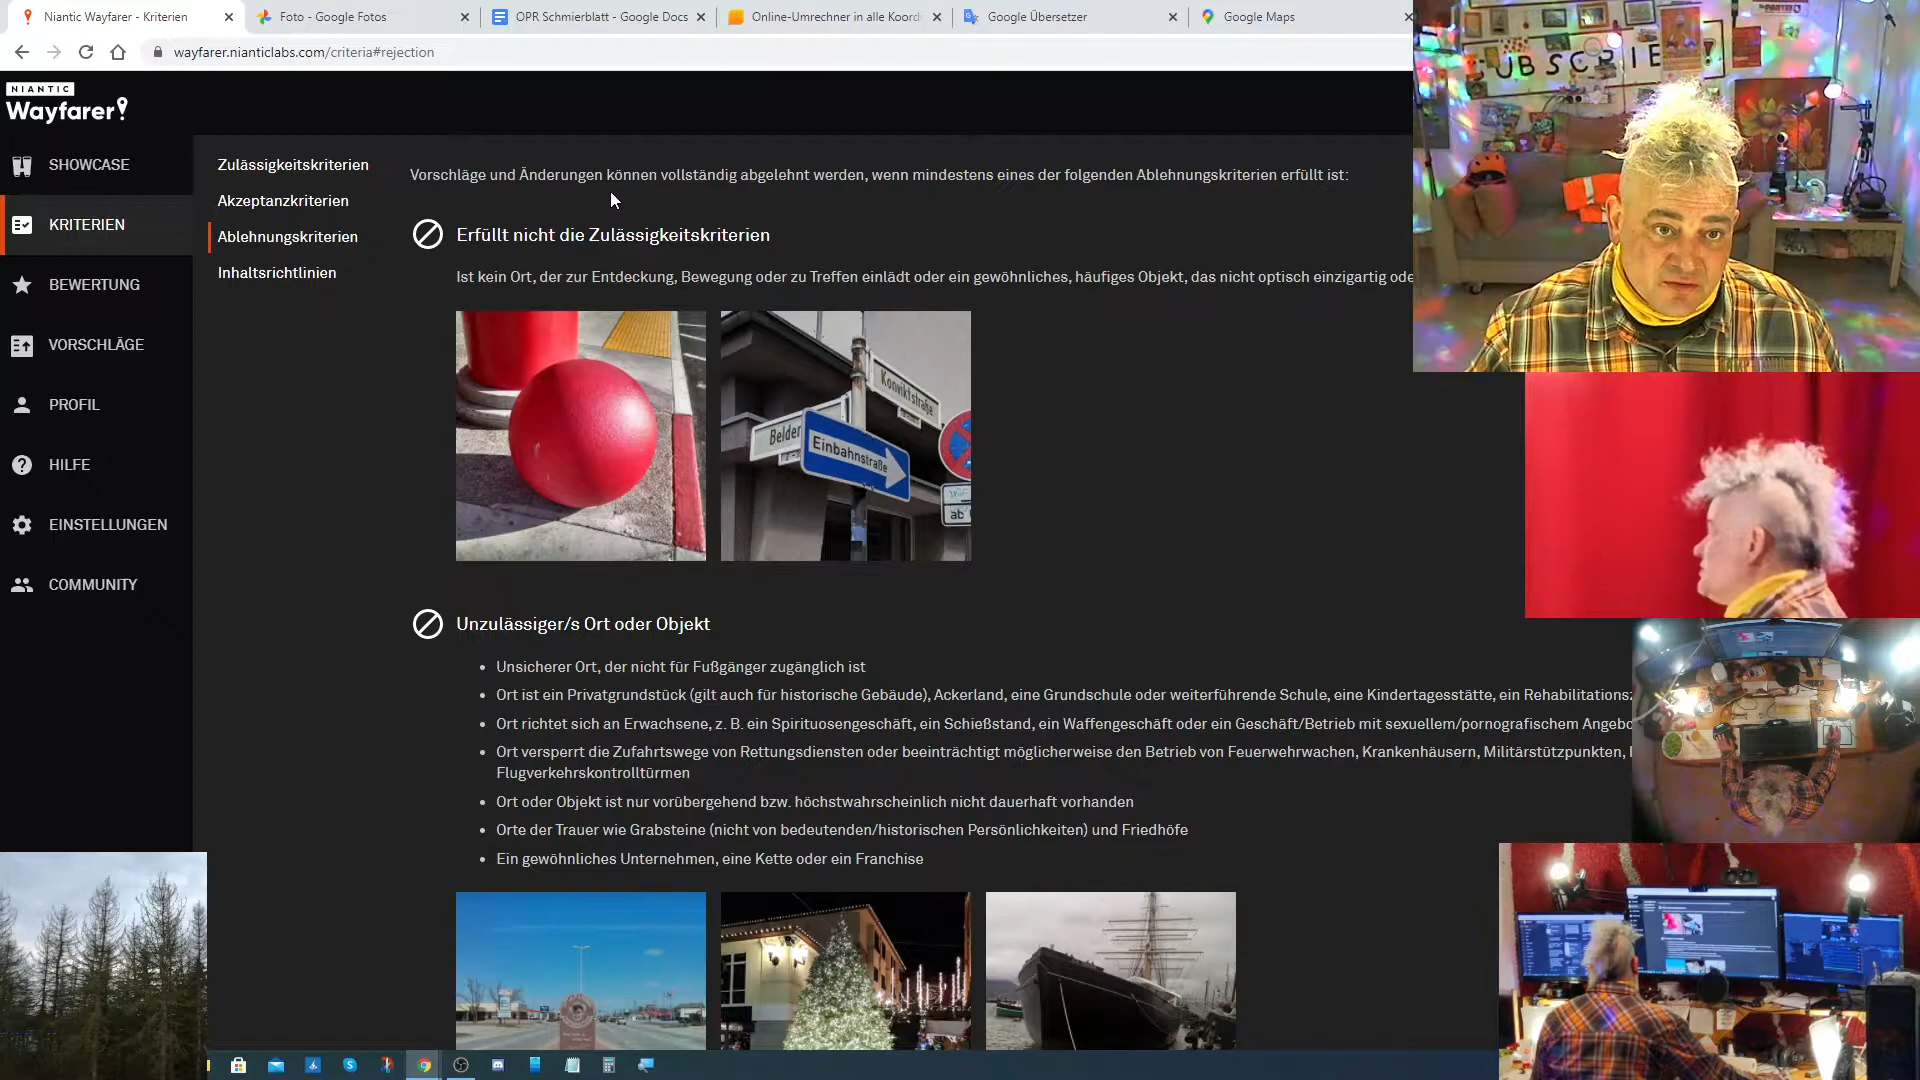 Niantic Wayfarer - Kriterien
Foto - Google Fotos
OPR Schmierblatt - Google Docs
Online-Umrechner in alle Koord
Google Übersetzer
Google Maps
wayfarer.nianticlabs.com/criteria#rejection
NIANTIC
Wayfarer
SHOWCASE
KRITERIEN
BEWERTUNG
VORSCHLÄGE
PROFIL
HILFE
EINSTELLUNGEN
COMMUNITY
Zulässigkeitskriterien
Akzeptanzkriterien
Ablehnungskriterien
Inhaltsrichtlinien
Vorschläge und Änderungen können vollständig abgelehnt werden, wenn mindestens eines der folgenden Ablehnungskriterien erfüllt ist:
Erfüllt nicht die Zulässigkeitskriterien
Ist kein Ort, der zur Entdeckung, Bewegung oder zu Treffen einlädt oder ein gewöhnliches, häufiges Objekt, das nicht optisch einzigartig ode
Konviktstraße
Belder
Einbahnstraße
ab
Unzulässiger/s Ort oder Objekt
• Unsicherer Ort, der nicht für Fußgänger zugänglich ist
• Ort ist ein Privatgrundstück (gilt auch für historische Gebäude), Ackerland, eine Grundschule oder weiterführende Schule, eine Kindertagesstätte, ein Rehabilitations
• Ort richtet sich an Erwachsene, z. B. ein Spirituosengeschäft, ein Schießstand, ein Waffengeschäft oder ein Geschäft/Betrieb mit sexuellem/pornografischem Angebo
• Ort versperrt die Zufahrtswege von Rettungsdiensten oder beeinträchtigt möglicherweise den Betrieb von Feuerwehrwachen, Krankenhäusern, Militärstützpunkten,
Flugverkehrskontrolltürmen
• Ort oder Objekt ist nur vorübergehend bzw. höchstwahrscheinlich nicht dauerhaft vorhanden
• Orte der Trauer wie Grabsteine (nicht von bedeutenden/historischen Persönlichkeiten) und Friedhöfe
• Ein gewöhnliches Unternehmen, eine Kette oder ein Franchise
UBSCRIE